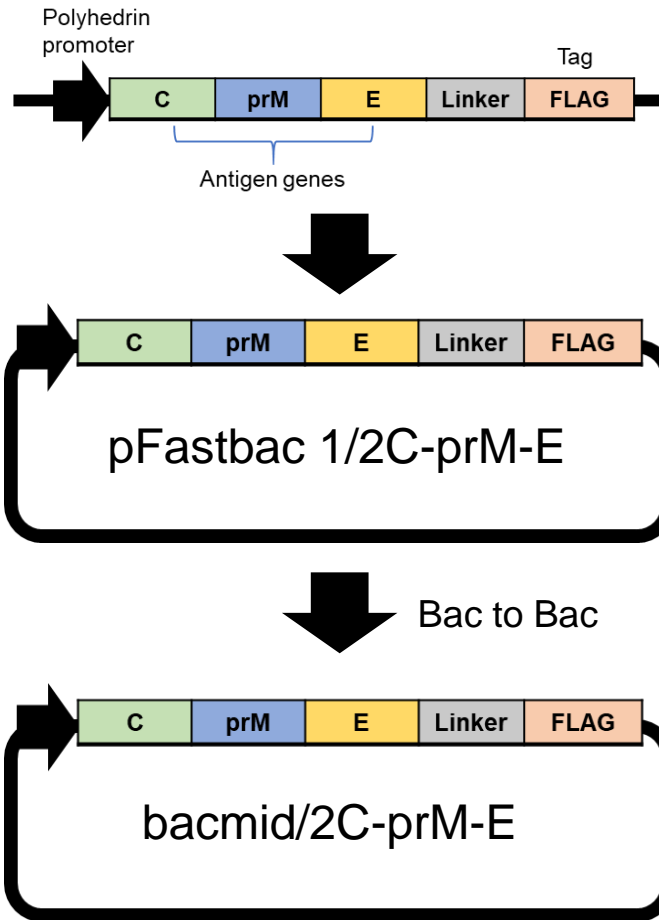 Polyhedrin
promoter
Tag
C prM E Linker FLAG
Antigen genes
C prM E Linker FLAG
pFastbac 1/2C-prM-E
Bac to Bac
C prM E Linker FLAG
bacmid/2C-prM-E